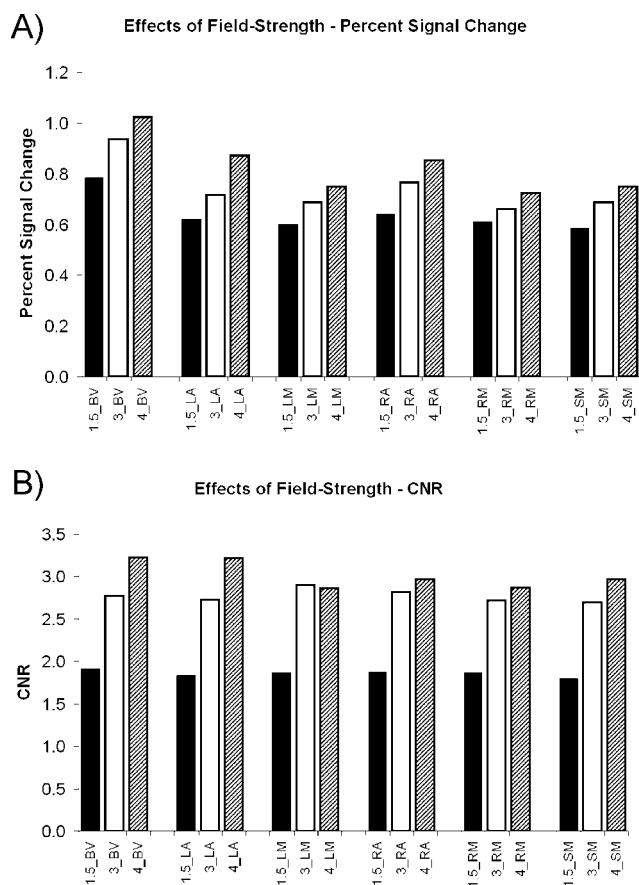 A)
Effects of Field-Strength - Percent Signal Change
Percent Signal Change
1.2
1.0
0.8
0.6
0.4
0.2
0.0
1.5_BV
3_BV
4_BV
1.5_LA
3_LA
4_LA
1.5_LM
3_LM
4_LM
1.5_RA
3_RA
4_RA
1.5_RM
3_RM
4_RM
1.5_SM
3_SM
4_SM
B)
Effects of Field-Strength - CNR
CNR
3.5
3.0
2.5
2.0
1.5
1.0
0.5
0.0
1.5_BV
3_BV
4_BV
1.5_LA
3_LA
4_LA
1.5_LM
3_LM
4_LM
1.5_RA
3_RA
4_RA
1.5_RM
3_RM
4_RM
1.5_SM
3_SM
4_SM